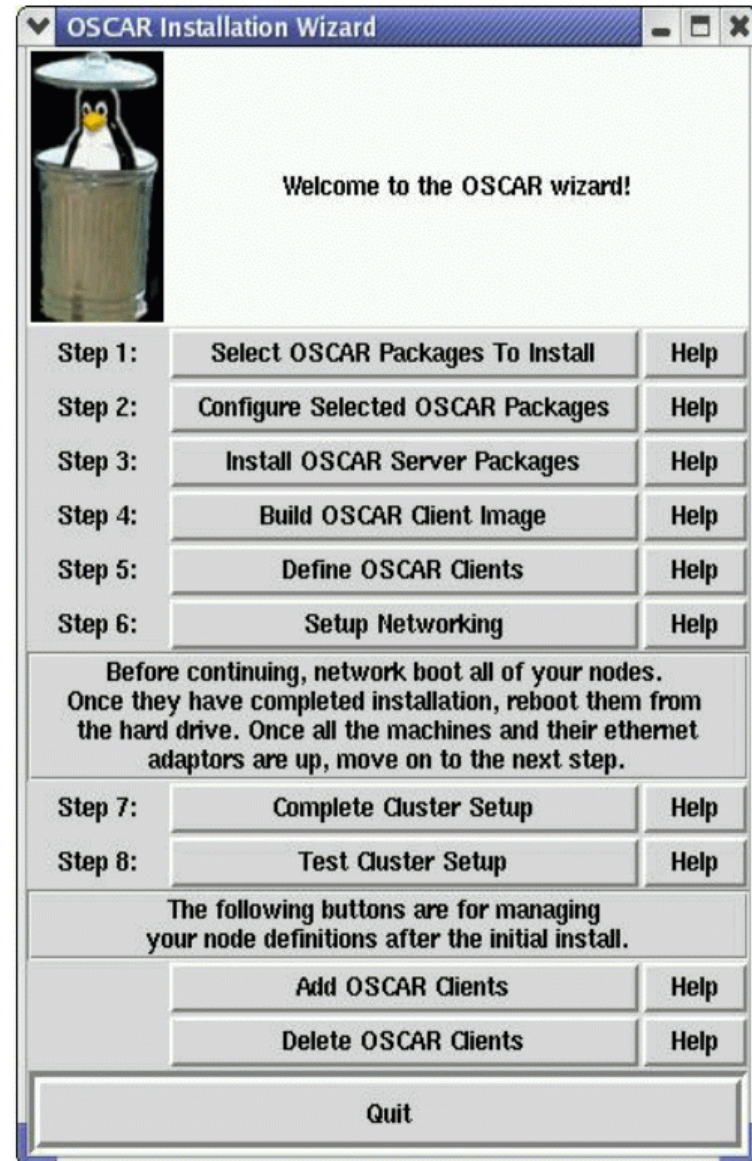 OSCAR Installation Wizard
Welcome to the OSCAR wizard!
Step 1: Select OSCAR Packages To Install Help
Step 2: Configure Selected OSCAR Packages Help
Step 3: Install OSCAR Server Packages Help
Step 4: Build OSCAR Client Image Help
Step 5: Define OSCAR Clients Help
Step 6: Setup Networking Help
Before continuing, network boot all of your nodes.
Once they have completed installation, reboot them from
the hard drive. Once all the machines and their ethernet
adaptors are up, move on to the next step.
Step 7: Complete Cluster Setup Help
Step 8: Test Cluster Setup Help
The following buttons are for managing
your node definitions after the initial install.
Add OSCAR Clients Help
Delete OSCAR Clients Help
Quit